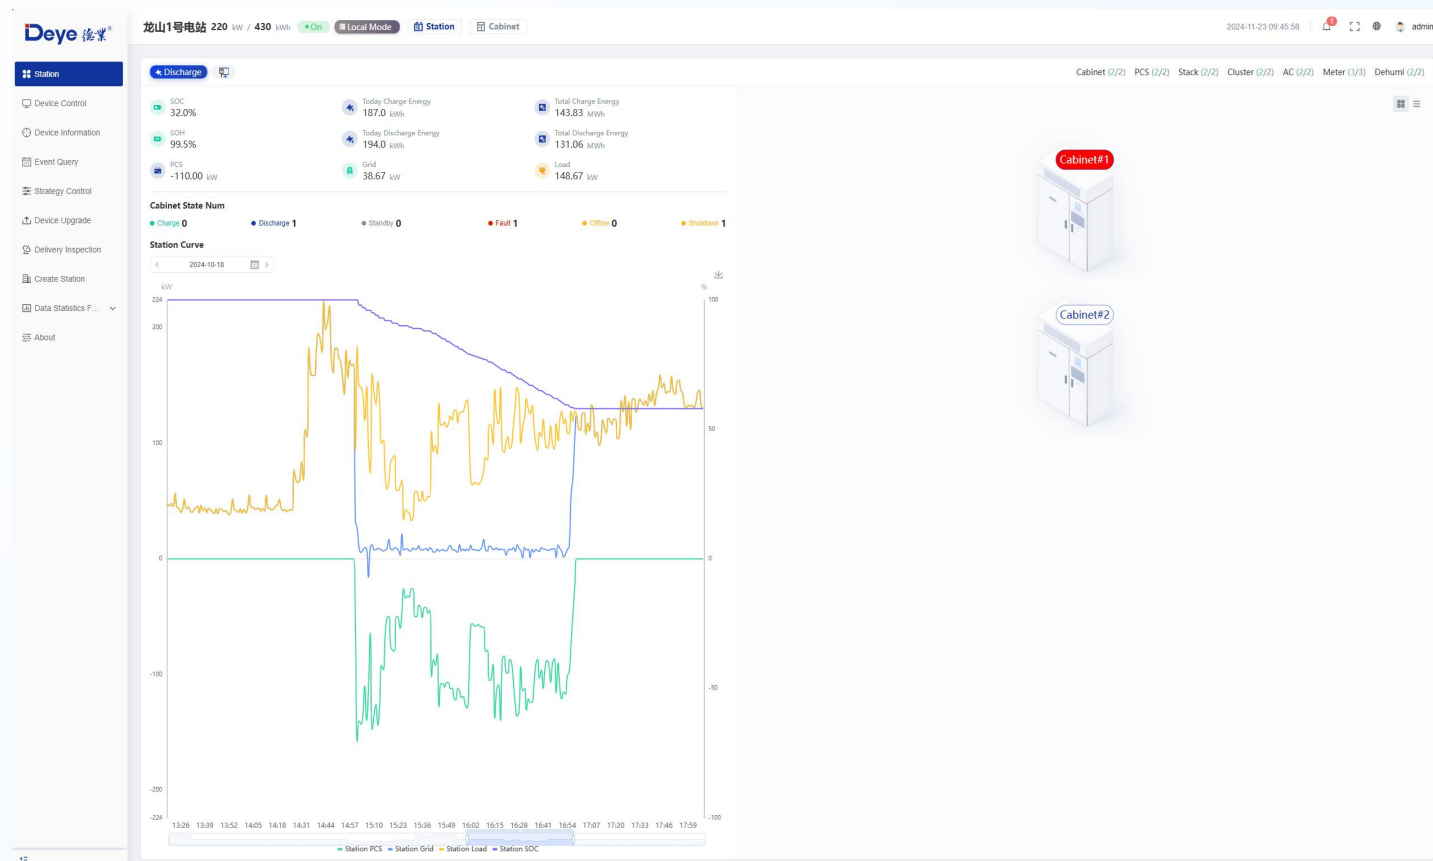 Deye 德業®
龙山1号电站 220 kW / 430 kWh On Local Mode Station Cabinet
2024-11-23 09:45:58 1 admin
Station
Device Control
Device Information
Event Query
Strategy Control
Device Upgrade
Delivery Inspection
Create Station
Data Statistics F...
About
Discharge
Cabinet (2/2) PCS (2/2) Stack (2/2) Cluster (2/2) AC (2/2) Meter (3/3) Dehumi (2/2)
SOC Today Charge Energy Total Charge Energy
32.0% 187.0 kWh 143.83 MWh
SOH Today Discharge Energy Total Discharge Energy
99.5% 194.0 kWh 131.06 MWh
PCS Grid Load
-110.00 kW 38.67 kW 148.67 kW
Cabinet State Num
Charge 0 Discharge 1 Standby 0 Fault 1 Offline 0 Shutdown 1
Station Curve
< 2024-10-18 >
kW %
224 100
200
100 50
0 0
-100 -50
-200
-224 -100
13:26 13:39 13:52 14:05 14:18 14:31 14:44 14:57 15:10 15:23 15:36 15:49 16:02 16:15 16:28 16:41 16:54 17:07 17:20 17:33 17:46 17:59
Station PCS Station Grid Station Load Station SOC
Cabinet#1
Cabinet#2